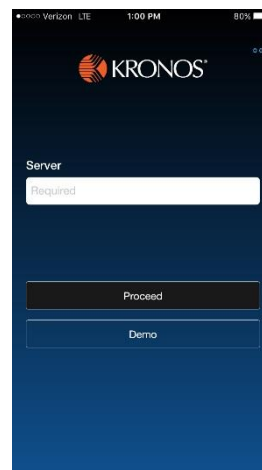 Verizon LTE 1:00 PM 80%
KRONOS®
Server
Required
Proceed
Demo